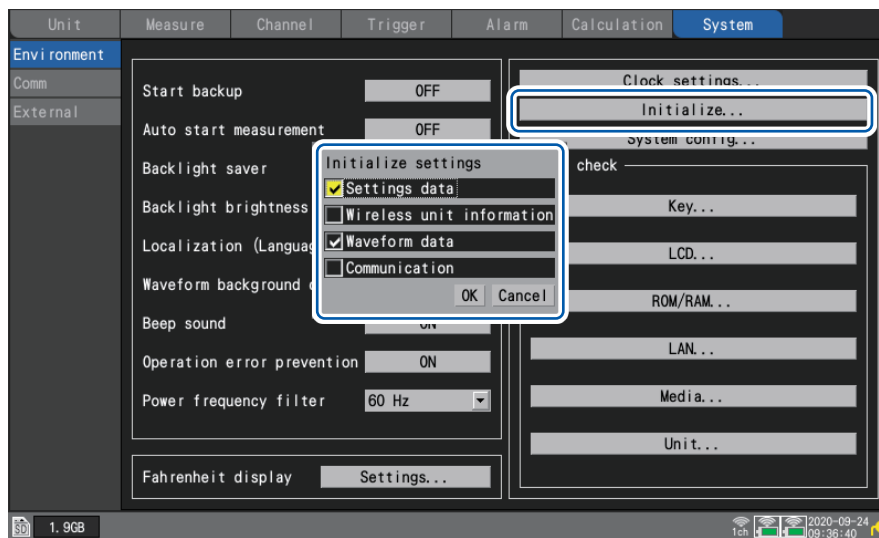 Unit Measure Channel Trigger Alarm Calculation System
Environment
Comm
External
Start backup OFF
Auto start measurement OFF
Backlight saver
Backlight brightness
Localization (Languag
Waveform background
Beep sound ON
Operation error prevention ON
Power frequency filter 60 Hz
Fahrenheit display Settings...
Initialize settings
Settings data
Wireless unit information
Waveform data
Communication
OK Cancel
Clock settings...
Initialize...
System config...
check
Key...
LCD...
ROM/RAM...
LAN...
Media...
Unit...
SD 1.9GB
1ch
2020-09-24
09:36:40